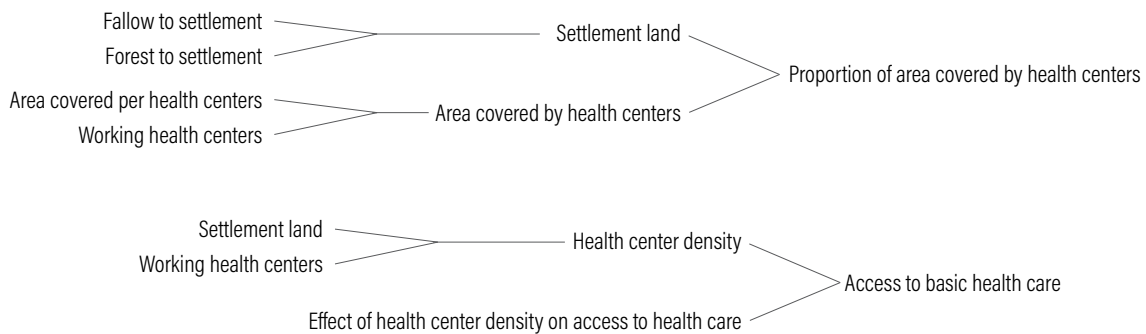 Fallow to settlement
Forest to settlement
Settlement land
Area covered per health centers
Working health centers
Area covered by health centers
Proportion of area covered by health centers
Settlement land
Working health centers
Health center density
Effect of health center density on access to health care
Access to basic health care